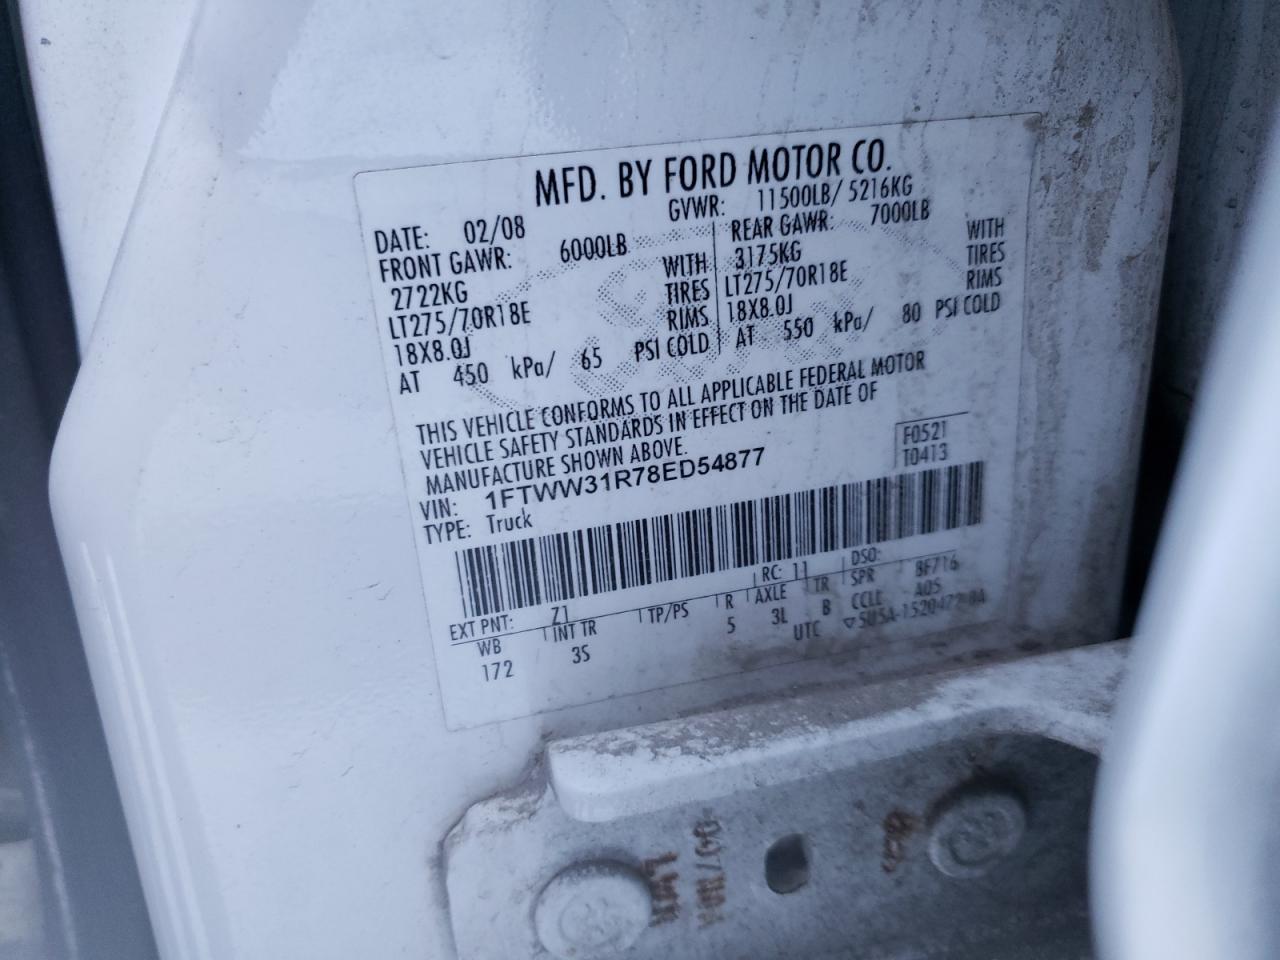 MFD. BY FORD MOTOR CO.
DATE: 02/08 GVWR: 11500LB/ 5216KG
FRONT GAWR: 6000LB REAR GAWR: 7000LB
2722KG WITH 3175KG WITH
LT275/70R18E TIRES LT275/70R18E TIRES
18X8.0J RIMS 18X8.0J RIMS
AT 450 kPa/ 65 PSI COLD AT 550 kPa/ 80 PSI COLD
THIS VEHICLE CONFORMS TO ALL APPLICABLE FEDERAL MOTOR
VEHICLE SAFETY STANDARDS IN EFFECT ON THE DATE OF
MANUFACTURE SHOWN ABOVE.
F0521
VIN: 1FTWW31R78ED54877
T0413
TYPE: Truck
EXT PNT: Z1 RC: 11 DSO:
WB INT TR TP/PS R AXLE TR SPR 8F716
172 3S 5 3L B CCLE A05
UTC